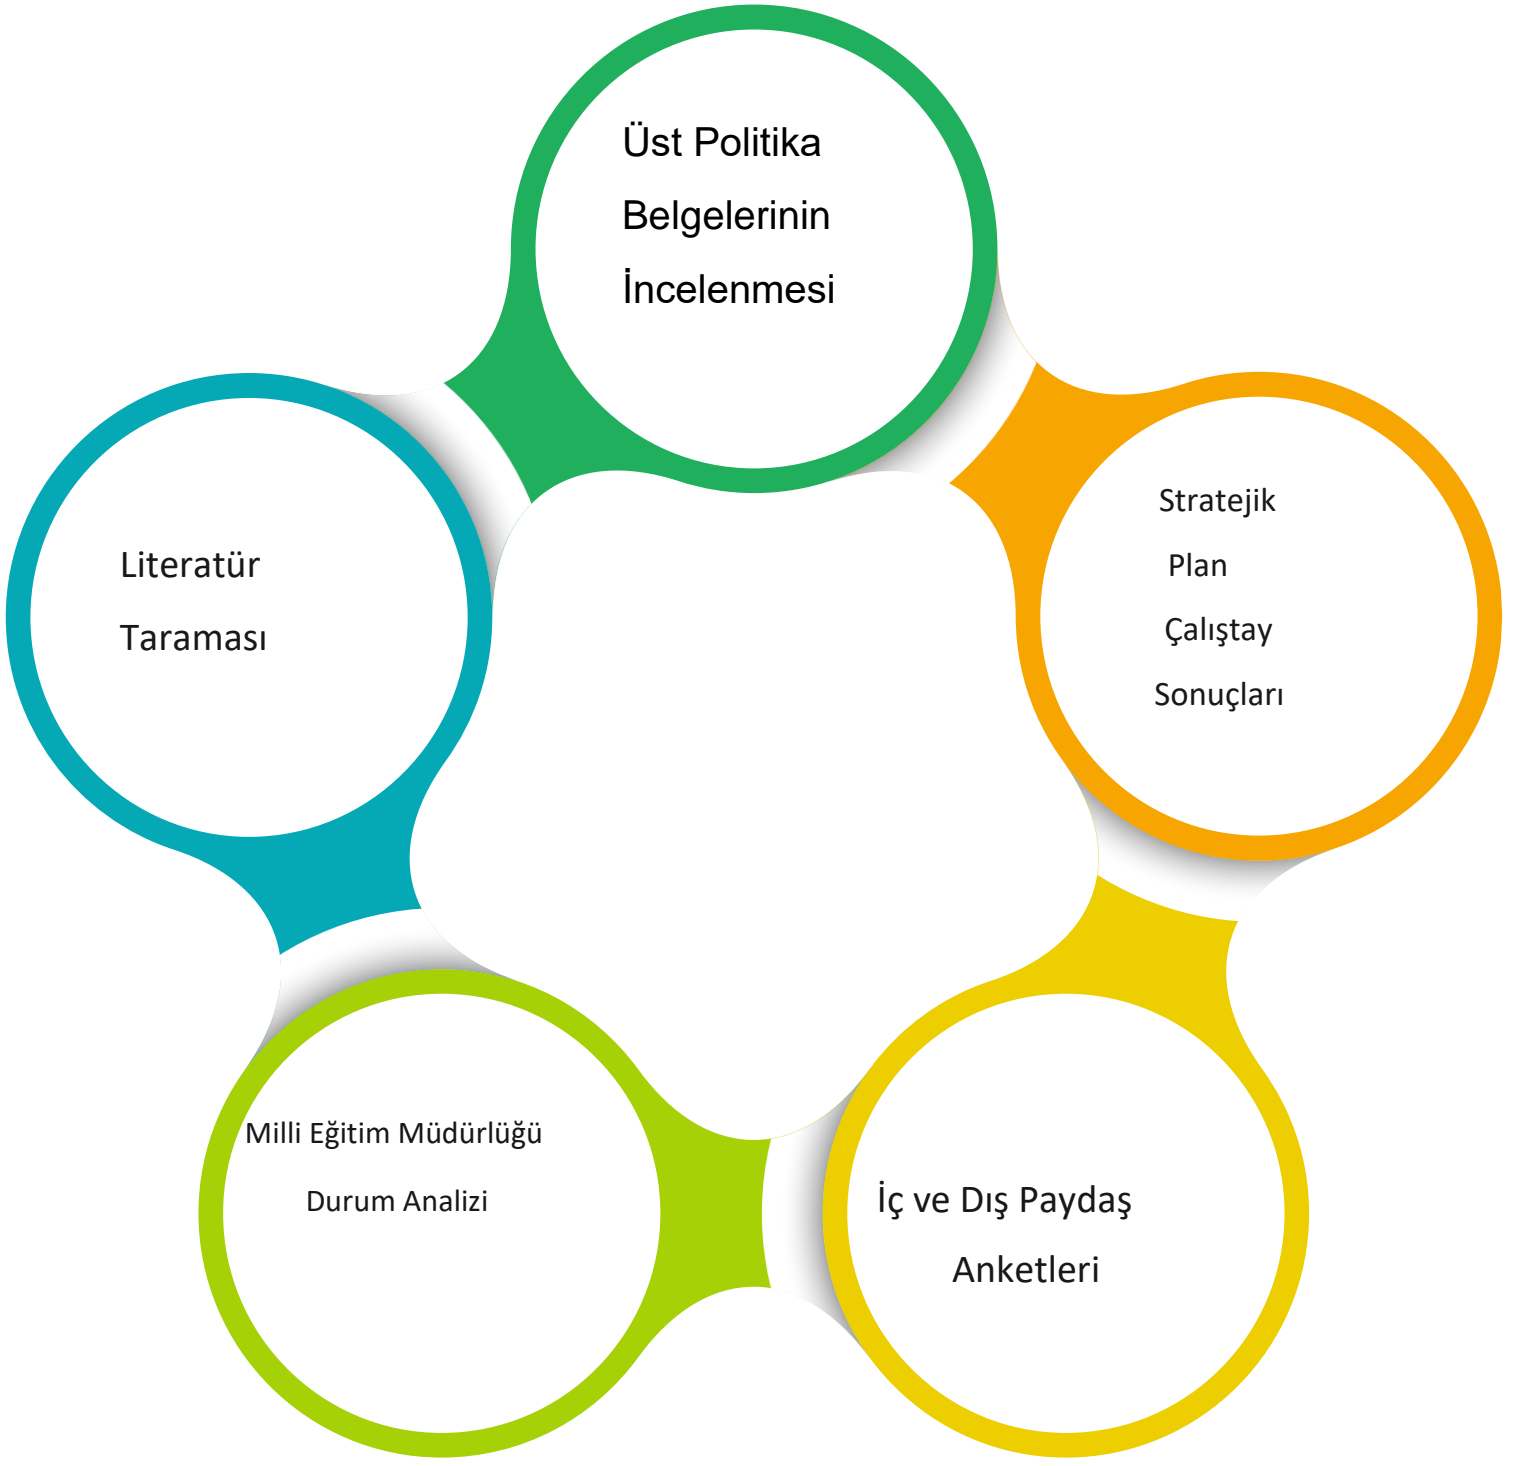 Üst Politika
Belgelerinin
İncelenmesi
Stratejik
Plan
Çalıştay
Sonuçları
Literatür
Taraması
Milli Eğitim Müdürlüğü
Durum Analizi
İç ve Dış Paydaş
Anketleri